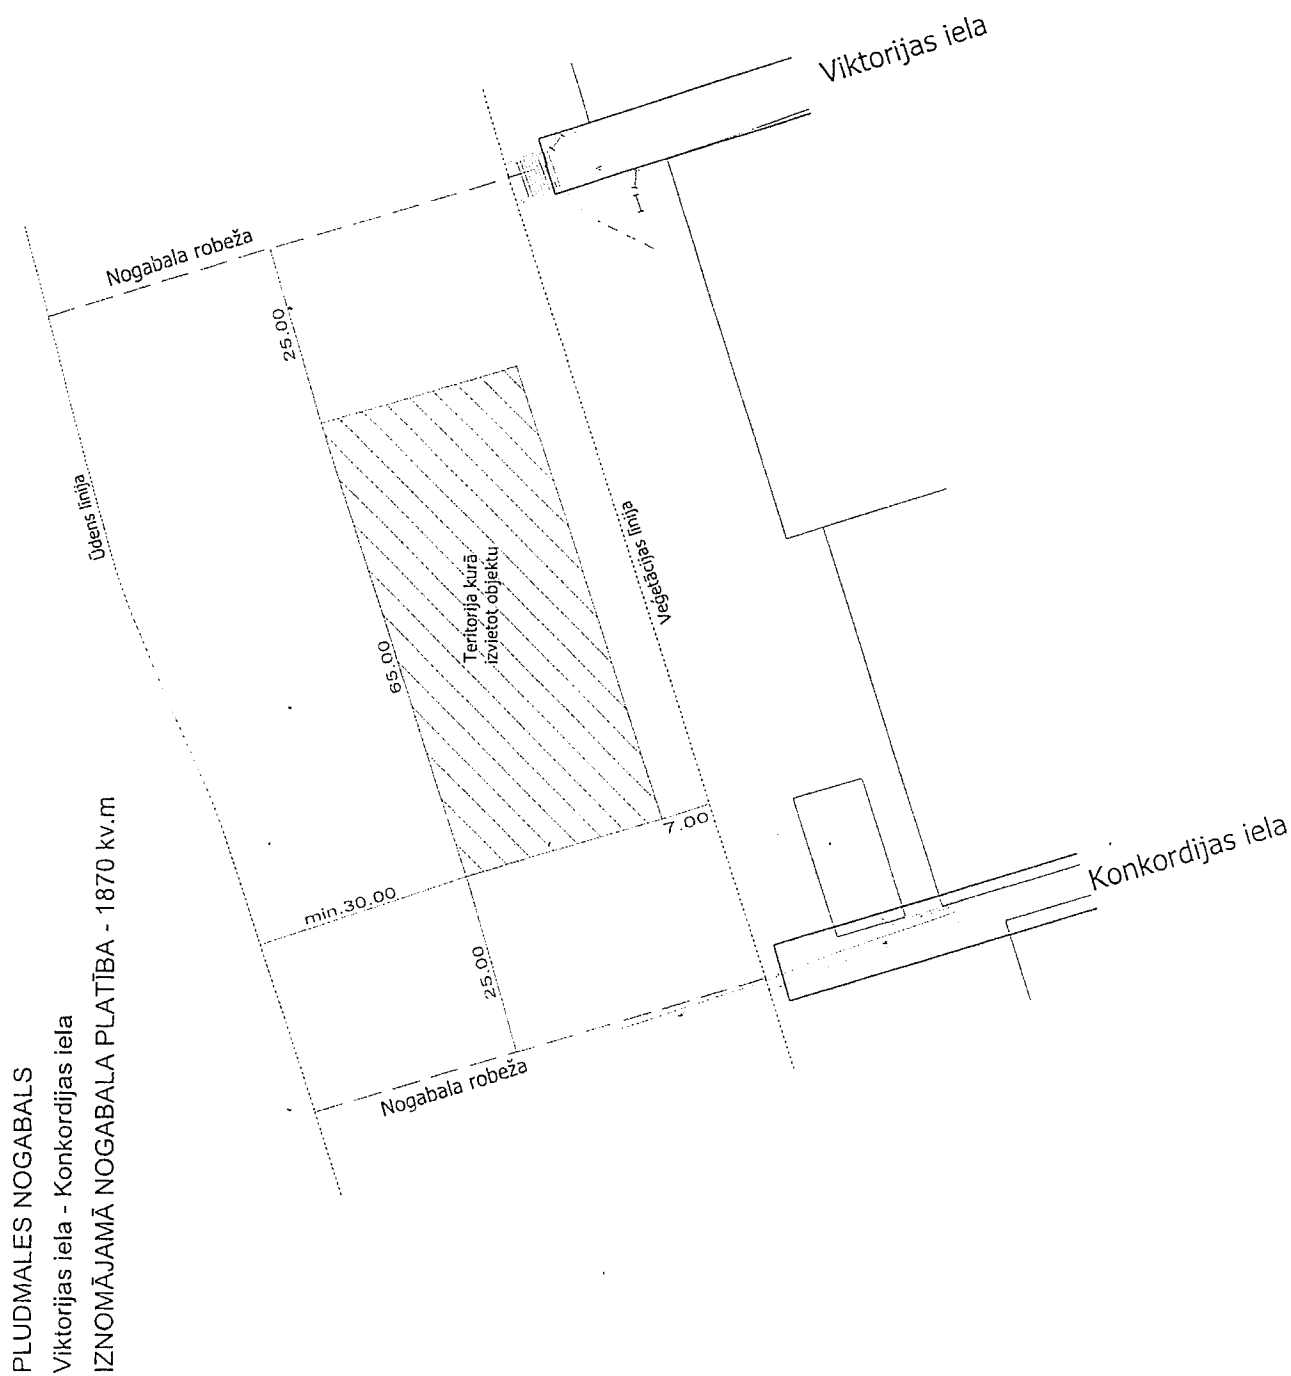 PLUDMALES NOGABALS
Viktorijas iela - Konkordijas iela
IZNOMĀJAMĀ NOGABALA PLATĪBA - 1870 kv.m
Viktorijas iela
Nogabala robeža
25.00
Ūdens līnija
Teritorija kurā
izvietot objektu
65.00
Veģetācijas līnija
7.00
min.30.00
25.00
Nogabala robeža
Konkordijas iela